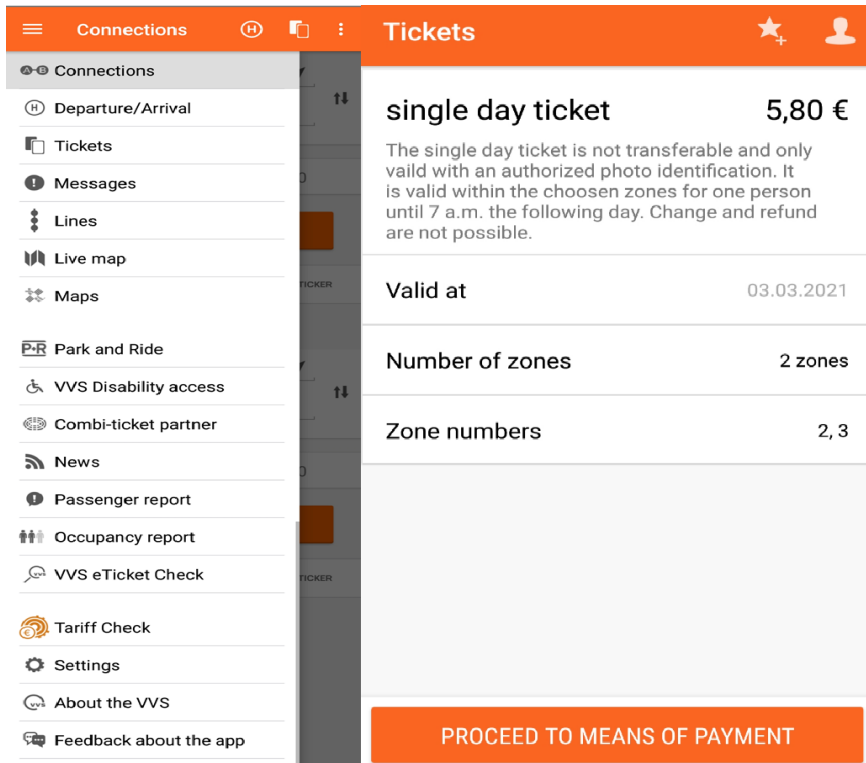 Connections
H
A B Connections
H Departure/Arrival
Tickets
Messages
Lines
Live map
Maps
P+R Park and Ride
VVS Disability access
Combi-ticket partner
News
Passenger report
Occupancy report
VVS VVS eTicket Check
€ Tariff Check
Settings
VVS About the VVS
Feedback about the app
TICKER
TICKER
Tickets
single day ticket 5,80 €
The single day ticket is not transferable and only
vaild with an authorized photo identification. It
is valid within the choosen zones for one person
until 7 a.m. the following day. Change and refund
are not possible.
Valid at 03.03.2021
Number of zones 2 zones
Zone numbers 2, 3
PROCEED TO MEANS OF PAYMENT